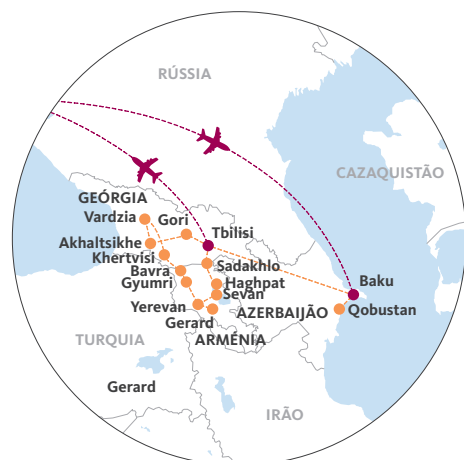 RÚSSIA
CAZAQUISTÃO
GEÓRGIA
Vardzia
Gori
Tbilisi
Akhaltsikhe
Khertvisi
Sadakhlo
Bavra
Haghpat
Baku
Gyumri
Sevan
Yerevan
AZERBAIJÃO
Qobustan
Gerard
ARMÉNIA
TURQUIA
Gerard
IRÃO